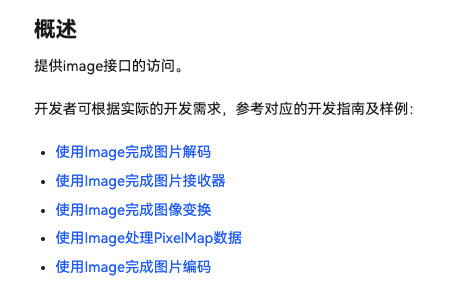 概述
提供image接口的访问。
开发者可根据实际的开发需求，参考对应的开发指南及样例：
使用Image完成图片解码
使用Image完成图片接收器
使用Image完成图像变换
使用Image处理PixelMap数据
使用Image完成图片编码